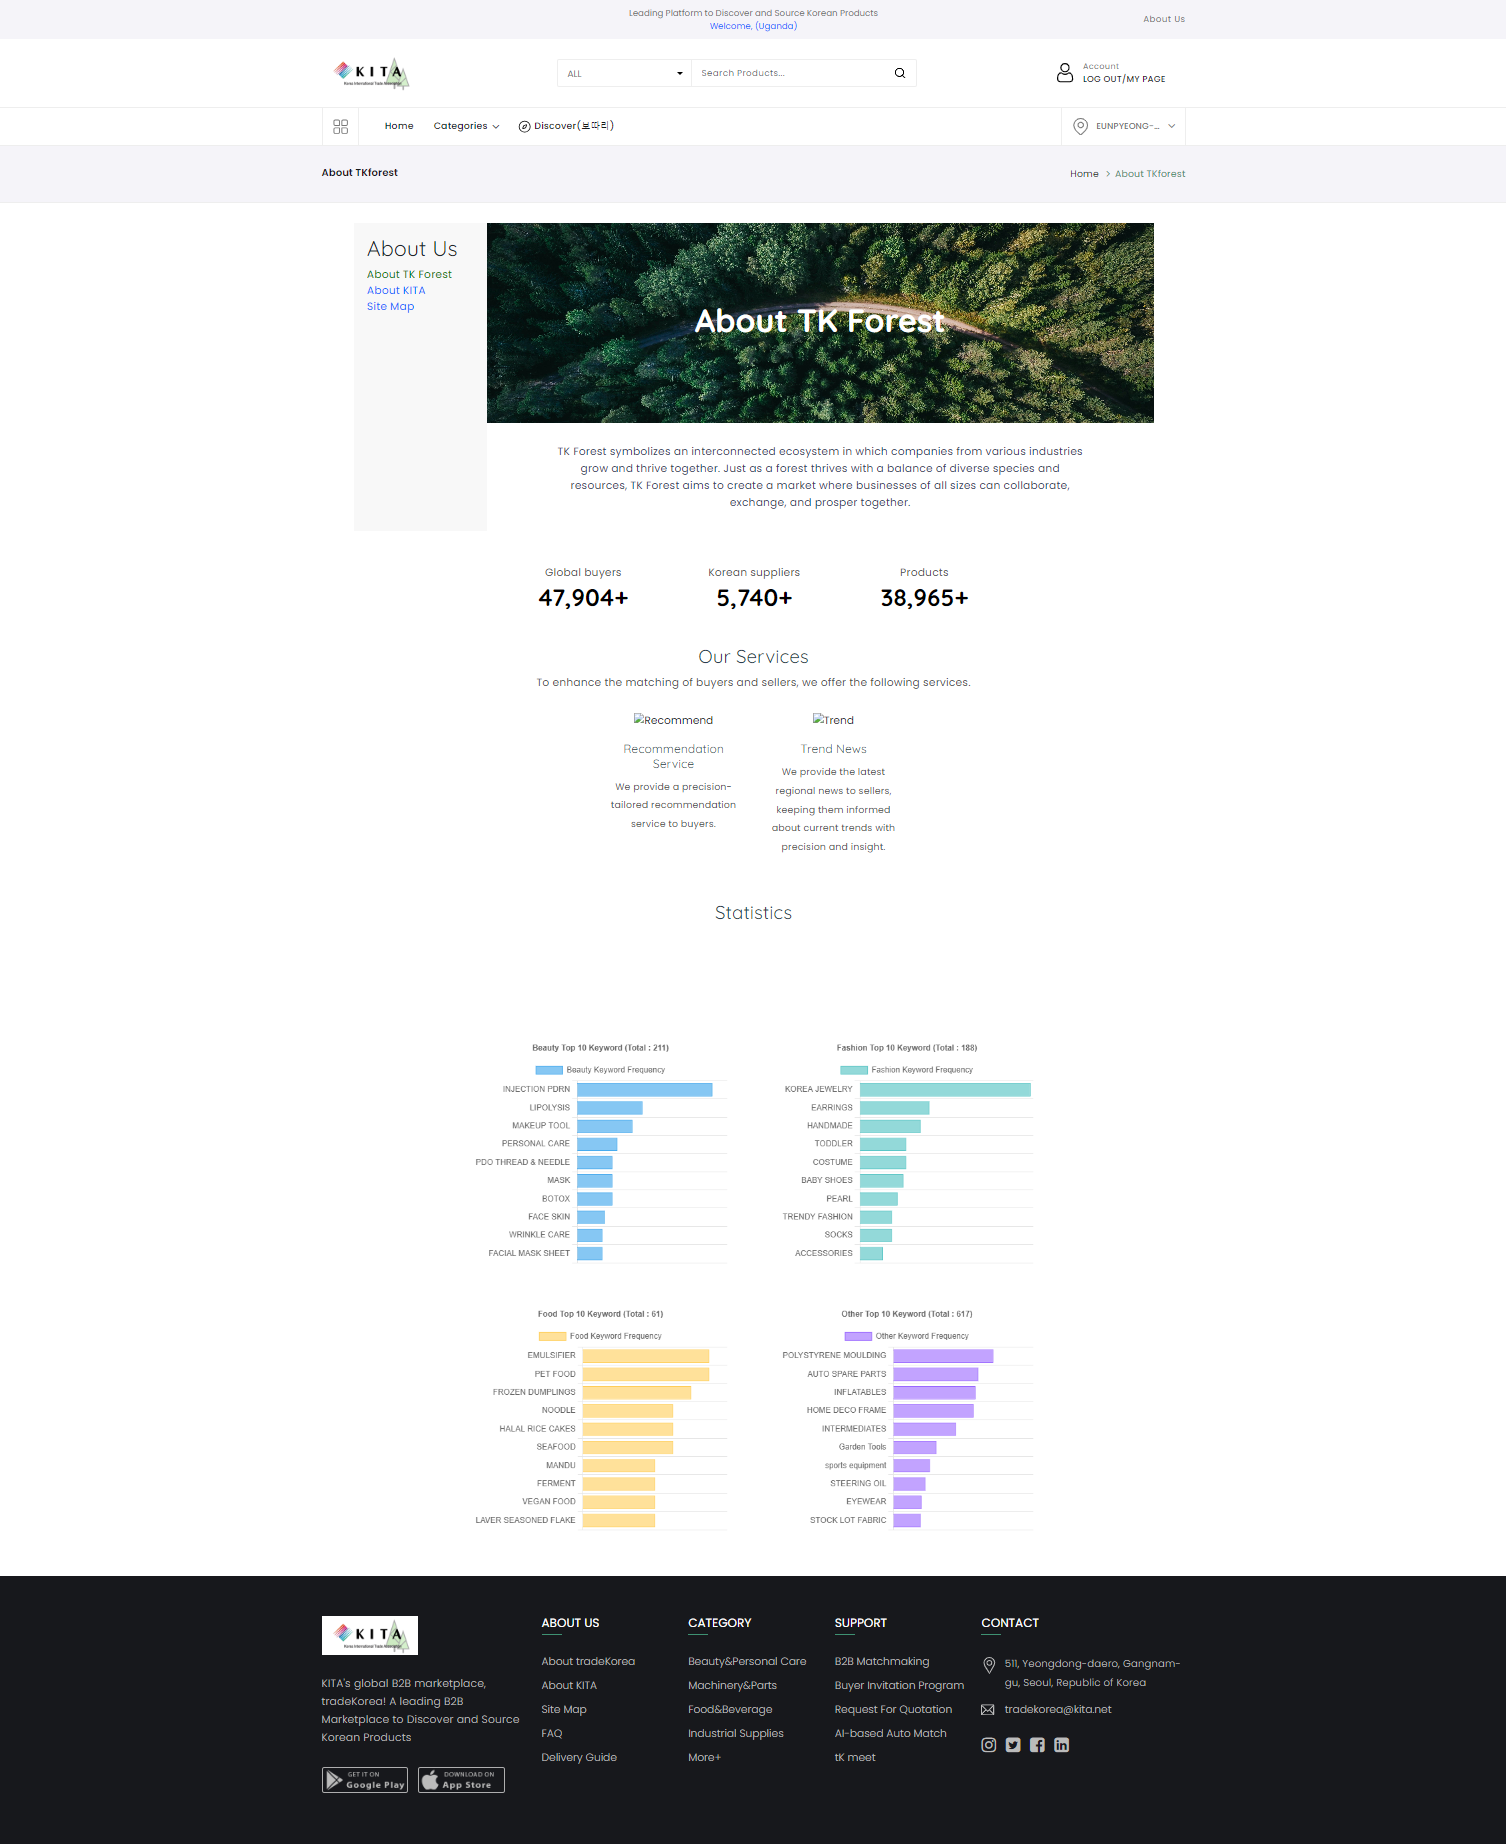 Leading Platform to Discover and Source Korean Products
Welcome, (Uganda)
About Us
KITA
Korea International Trade Association
ALL
Search Products...
Account
LOG OUT/MY PAGE
Home
Categories
Discover(보따리)
EUNPYEONG-...
About TKforest
Home > About TKforest
About Us
About TK Forest
About KITA
Site Map
About TK Forest
TK Forest symbolizes an interconnected ecosystem in which companies from various industries
grow and thrive together. Just as a forest thrives with a balance of diverse species and
resources, TK Forest aims to create a market where businesses of all sizes can collaborate,
exchange, and prosper together.
Global buyers
47,904+
Korean suppliers
5,740+
Products
38,965+
Our Services
To enhance the matching of buyers and sellers, we offer the following services.
Recommend
Recommendation
Service
We provide a precision-
tailored recommendation
service to buyers.
Trend
Trend News
We provide the latest
regional news to sellers,
keeping them informed
about current trends with
precision and insight.
Statistics
Beauty Top 10 Keyword (Total : 211)
Beauty Keyword Frequency
INJECTION PDRN
LIPOLYSIS
MAKEUP TOOL
PERSONAL CARE
PDO THREAD & NEEDLE
MASK
BOTOX
FACE SKIN
WRINKLE CARE
FACIAL MASK SHEET
Fashion Top 10 Keyword (Total : 188)
Fashion Keyword Frequency
KOREA JEWELRY
EARRINGS
HANDMADE
TODDLER
COSTUME
BABY SHOES
PEARL
TRENDY FASHION
SOCKS
ACCESSORIES
Food Top 10 Keyword (Total : 61)
Food Keyword Frequency
EMULSIFIER
PET FOOD
FROZEN DUMPLINGS
NOODLE
HALAL RICE CAKES
SEAFOOD
MANDU
FERMENT
VEGAN FOOD
LAVER SEASONED FLAKE
Other Top 10 Keyword (Total : 617)
Other Keyword Frequency
POLYSTYRENE MOULDING
AUTO SPARE PARTS
INFLATABLES
HOME DECO FRAME
INTERMEDIATES
Garden Tools
sports equipment
STEERING OIL
EYEWEAR
STOCK LOT FABRIC
KITA
Korea International Trade Association
KITA's global B2B marketplace,
tradeKorea! A leading B2B
Marketplace to Discover and Source
Korean Products
GET IT ON
Google Play
DOWNLOAD ON
App Store
ABOUT US
About tradeKorea
About KITA
Site Map
FAQ
Delivery Guide
CATEGORY
Beauty&Personal Care
Machinery&Parts
Food&Beverage
Industrial Supplies
More+
SUPPORT
B2B Matchmaking
Buyer Invitation Program
Request For Quotation
AI-based Auto Match
tK meet
CONTACT
511, Yeongdong-daero, Gangnam-
gu, Seoul, Republic of Korea
tradekorea@kita.net